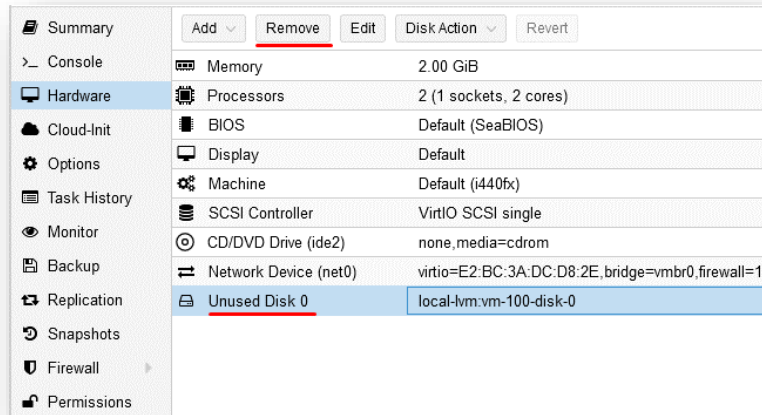 Summary
Console
Hardware
Cloud-Init
Options
Task History
Monitor
Backup
Replication
Snapshots
Firewall
Permissions
Add Remove Edit Disk Action Revert
Memory 2.00 GiB
Processors 2 (1 sockets, 2 cores)
BIOS Default (SeaBIOS)
Display Default
Machine Default (i440fx)
SCSI Controller VirtIO SCSI single
CD/DVD Drive (ide2) none,media=cdrom
Network Device (net0) virtio=E2:BC:3A:DC:D8:2E,bridge=vmbr0,firewall=1
Unused Disk 0 local-lvm:vm-100-disk-0